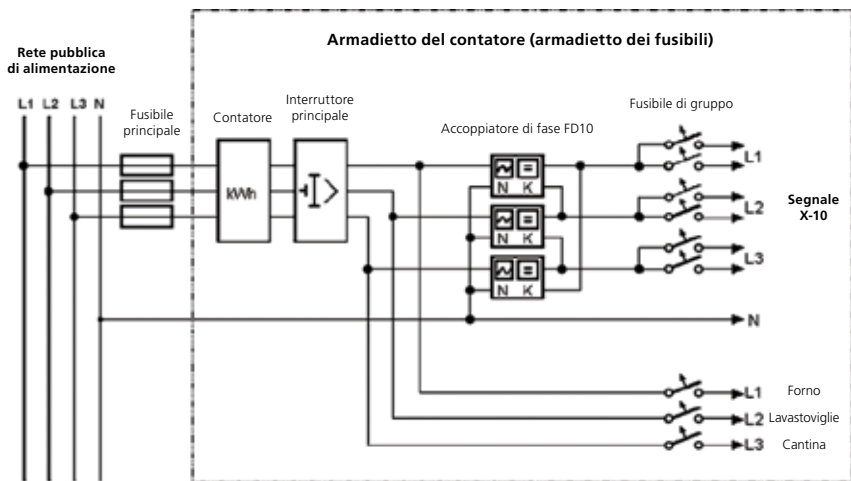 Armadietto del contatore (armadietto dei fusibili)
Rete pubblica
di alimentazione
L1 L2 L3 N
Fusibile
principale
Contatore
Interruttore
principale
Accoppiatore di fase FD10
Fusibile di gruppo
kWh
N K
N K
N K
L1
L2
L3
Segnale
X-10
N
L1 Forno
L2 Lavastoviglie
L3 Cantina